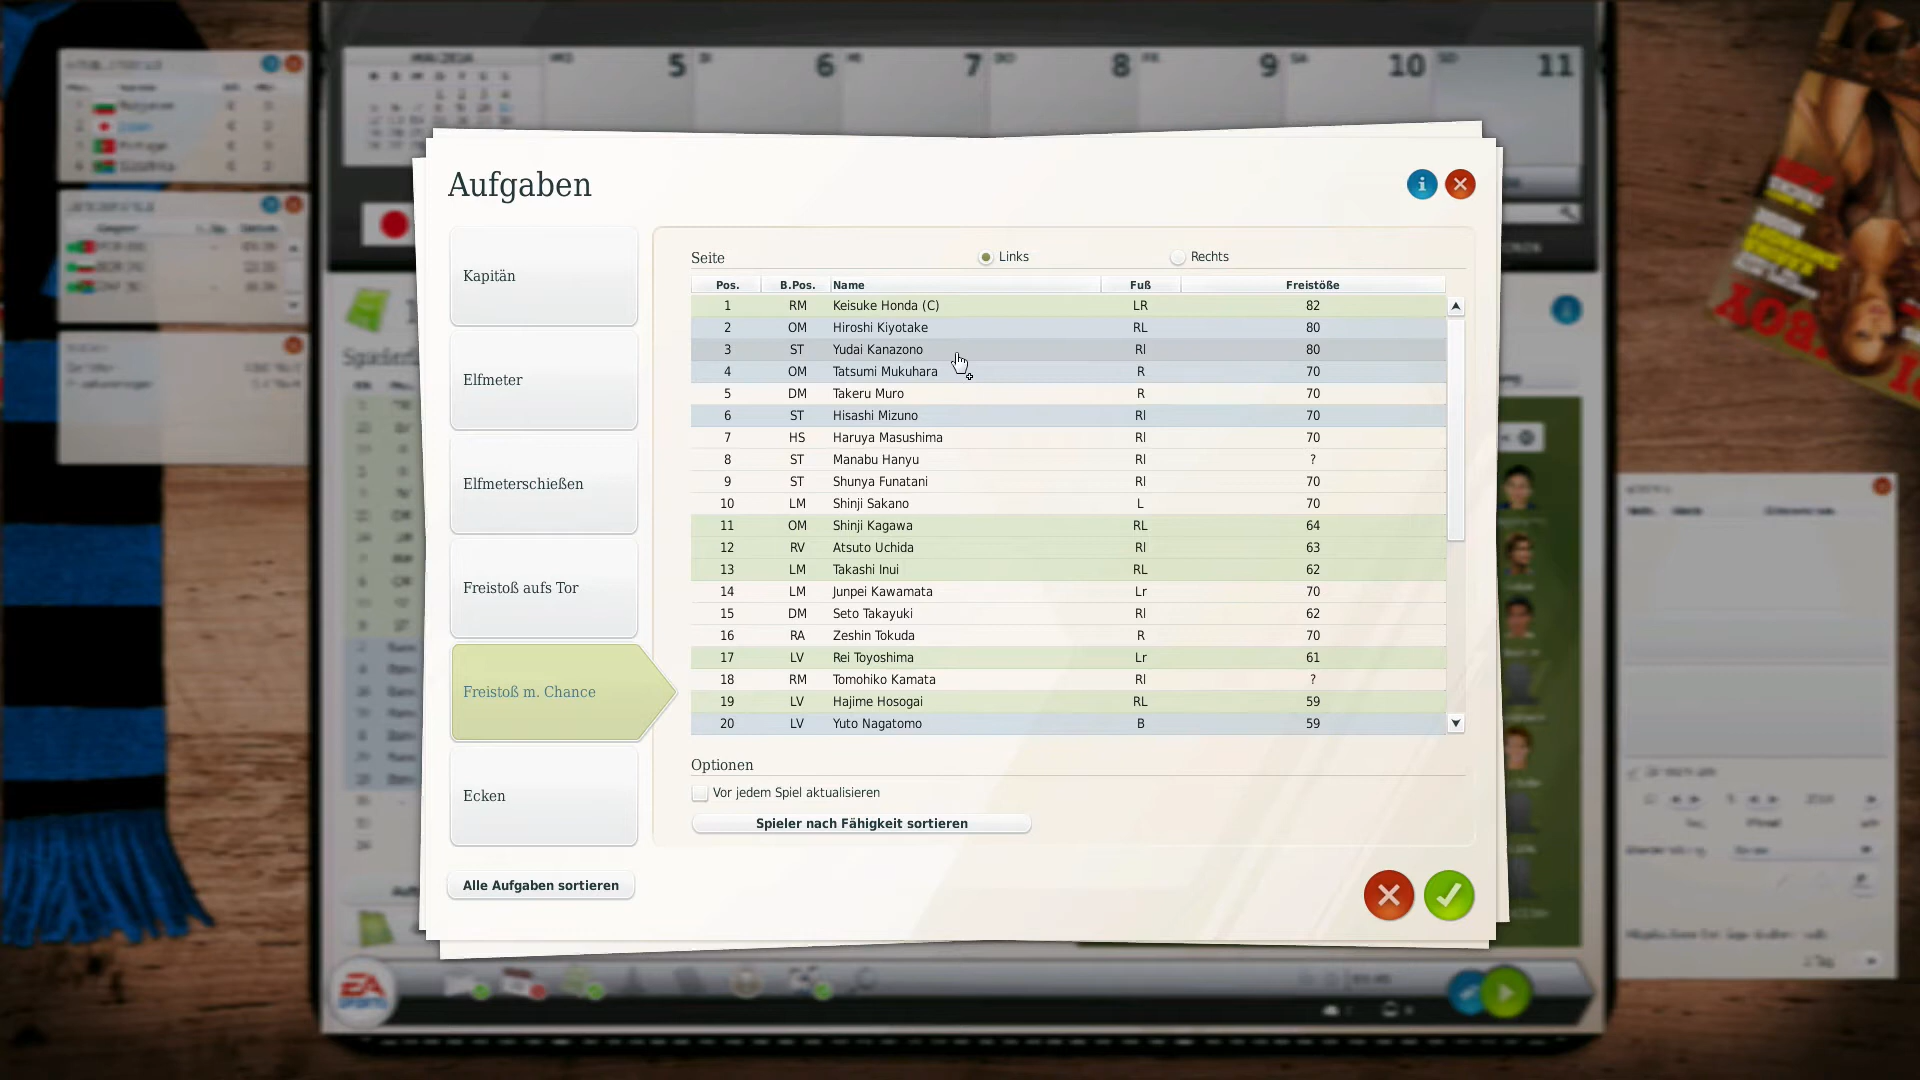 5 6 7 8 9 10 11
Aufgaben
Kapitän
Elfmeter
Elfmeterschießen
Freistoß aufs Tor
Freistoß m. Chance
Ecken
Alle Aufgaben sortieren
Seite Links Rechts
Pos. B.Pos. Name Fuß Freistöße
1 RM Keisuke Honda (C) LR 82
2 OM Hiroshi Kiyotake RL 80
3 ST Yudai Kanazono Rl 80
4 OM Tatsumi Mukuhara R 70
5 DM Takeru Muro R 70
6 ST Hisashi Mizuno Rl 70
7 HS Haruya Masushima Rl 70
8 ST Manabu Hanyu Rl ?
9 ST Shunya Funatani Rl 70
10 LM Shinji Sakano L 70
11 OM Shinji Kagawa RL 64
12 RV Atsuto Uchida Rl 63
13 LM Takashi Inui RL 62
14 LM Junpei Kawamata Lr 70
15 DM Seto Takayuki Rl 62
16 RA Zeshin Tokuda R 70
17 LV Rei Toyoshima Lr 61
18 RM Tomohiko Kamata Rl ?
19 LV Hajime Hosogai RL 59
20 LV Yuto Nagatomo B 59
Optionen
Vor jedem Spiel aktualisieren
Spieler nach Fähigkeit sortieren
EA
SPORTS